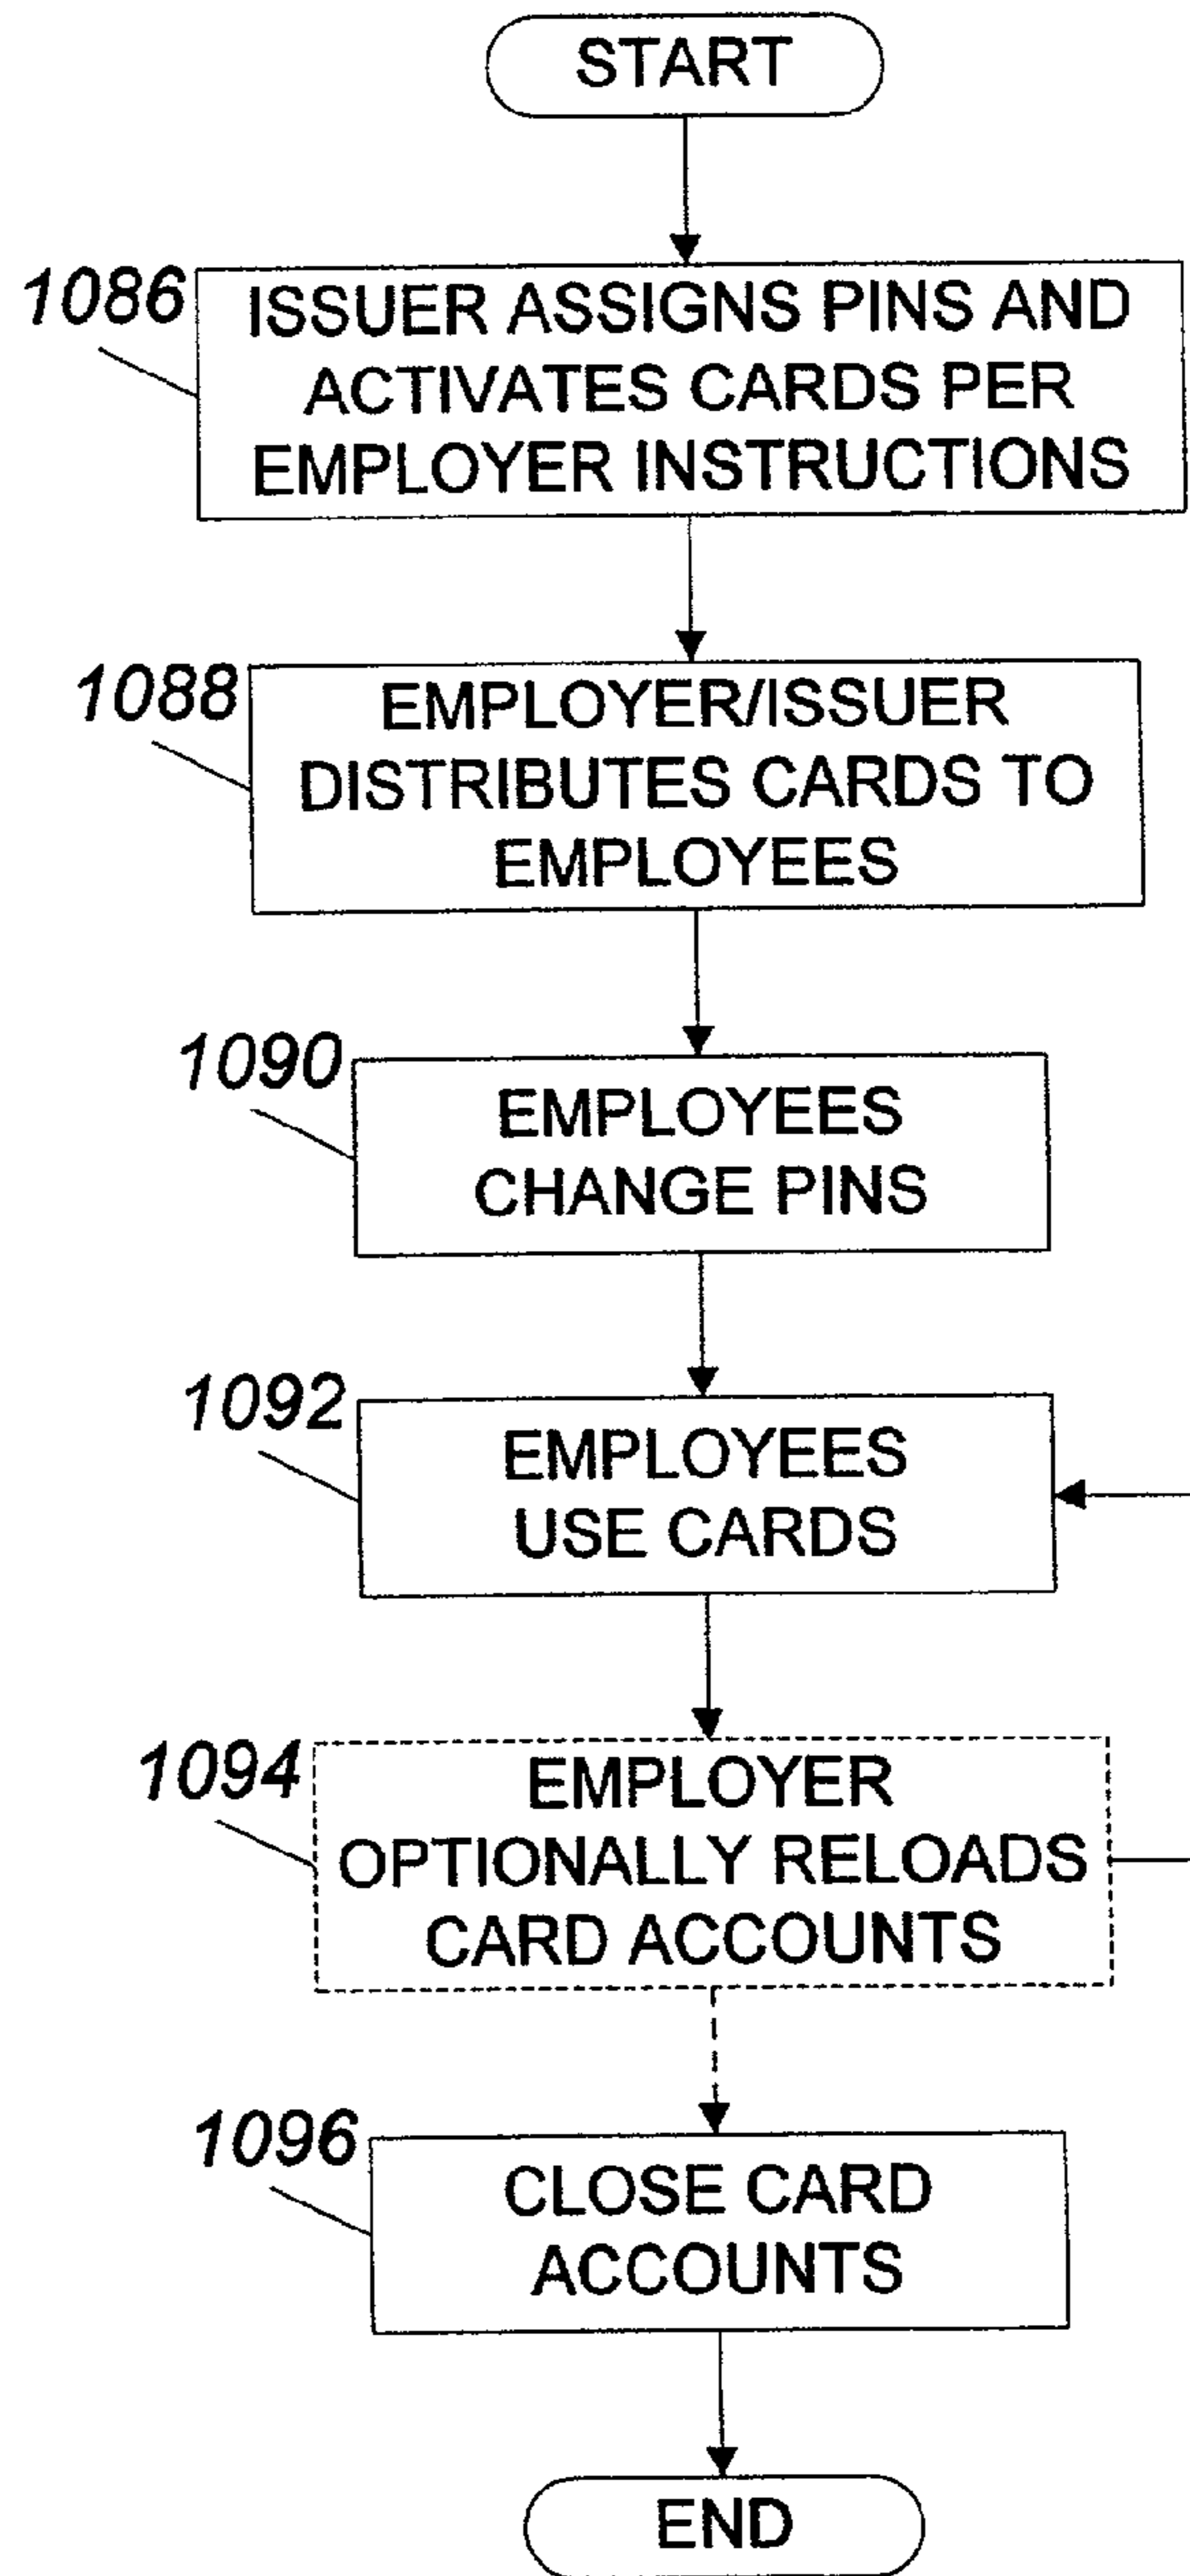 START
1086
ISSUER ASSIGNS PINS AND
ACTIVATES CARDS PER
EMPLOYER INSTRUCTIONS
1088
EMPLOYER/ISSUER
DISTRIBUTES CARDS TO
EMPLOYEES
1090
EMPLOYEES
CHANGE PINS
1092
EMPLOYEES
USE CARDS
1094
EMPLOYER
OPTIONALLY RELOADS
CARD ACCOUNTS
1096
CLOSE CARD
ACCOUNTS
END